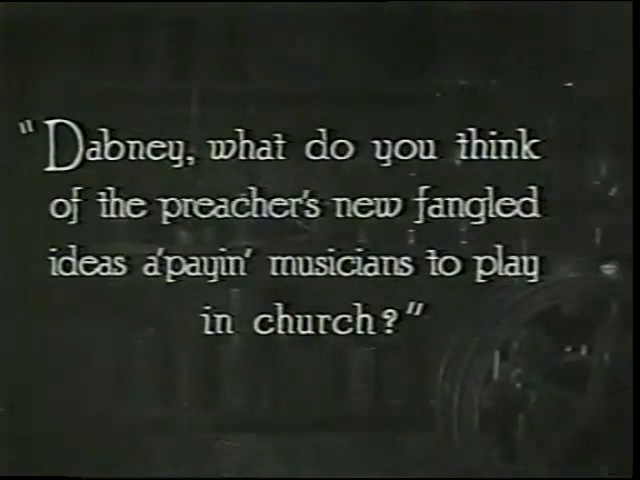 "Dabney, what do you think
of the preacher's new fangled
ideas a'payin' musicians to play
in church?"